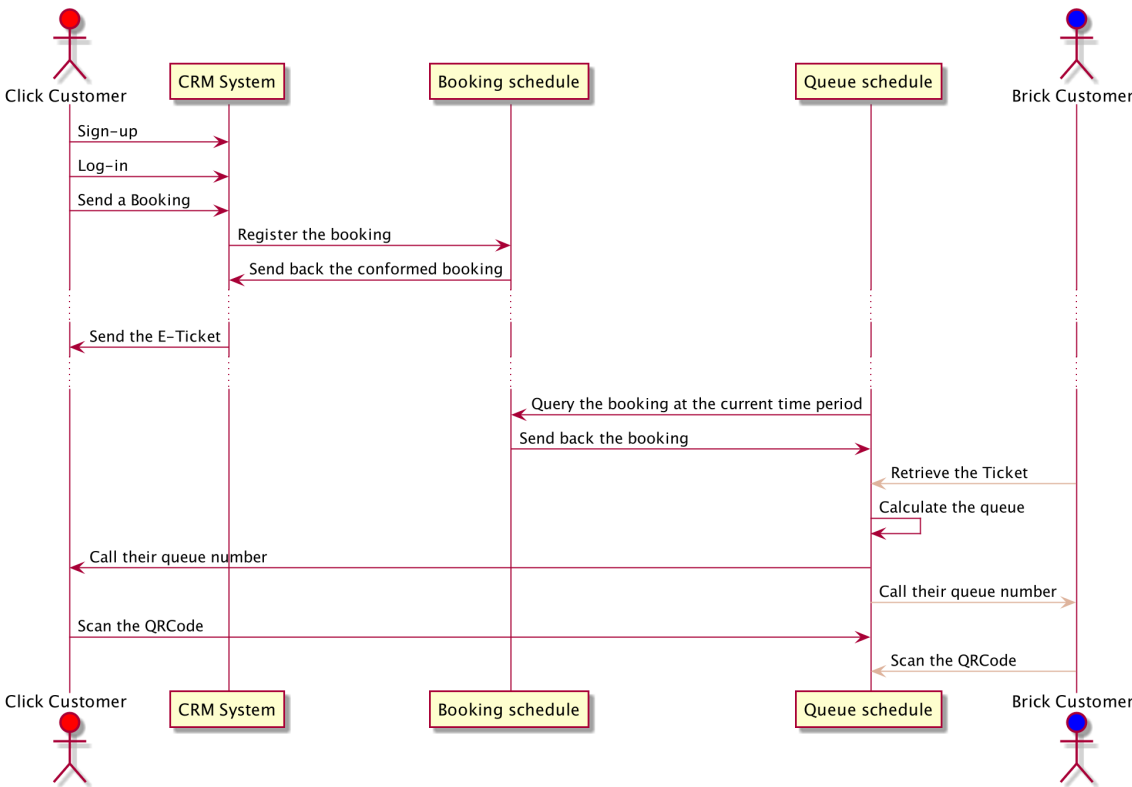 Click Customer
CRM System
Booking schedule
Queue schedule
Brick Customer
Sign-up
Log-in
Send a Booking
Register the booking
Send back the conformed booking
Send the E-Ticket
Query the booking at the current time period
Send back the booking
Retrieve the Ticket
Calculate the queue
Call their queue number
Call their queue number
Scan the QRCode
Scan the QRCode
Click Customer
CRM System
Booking schedule
Queue schedule
Brick Customer